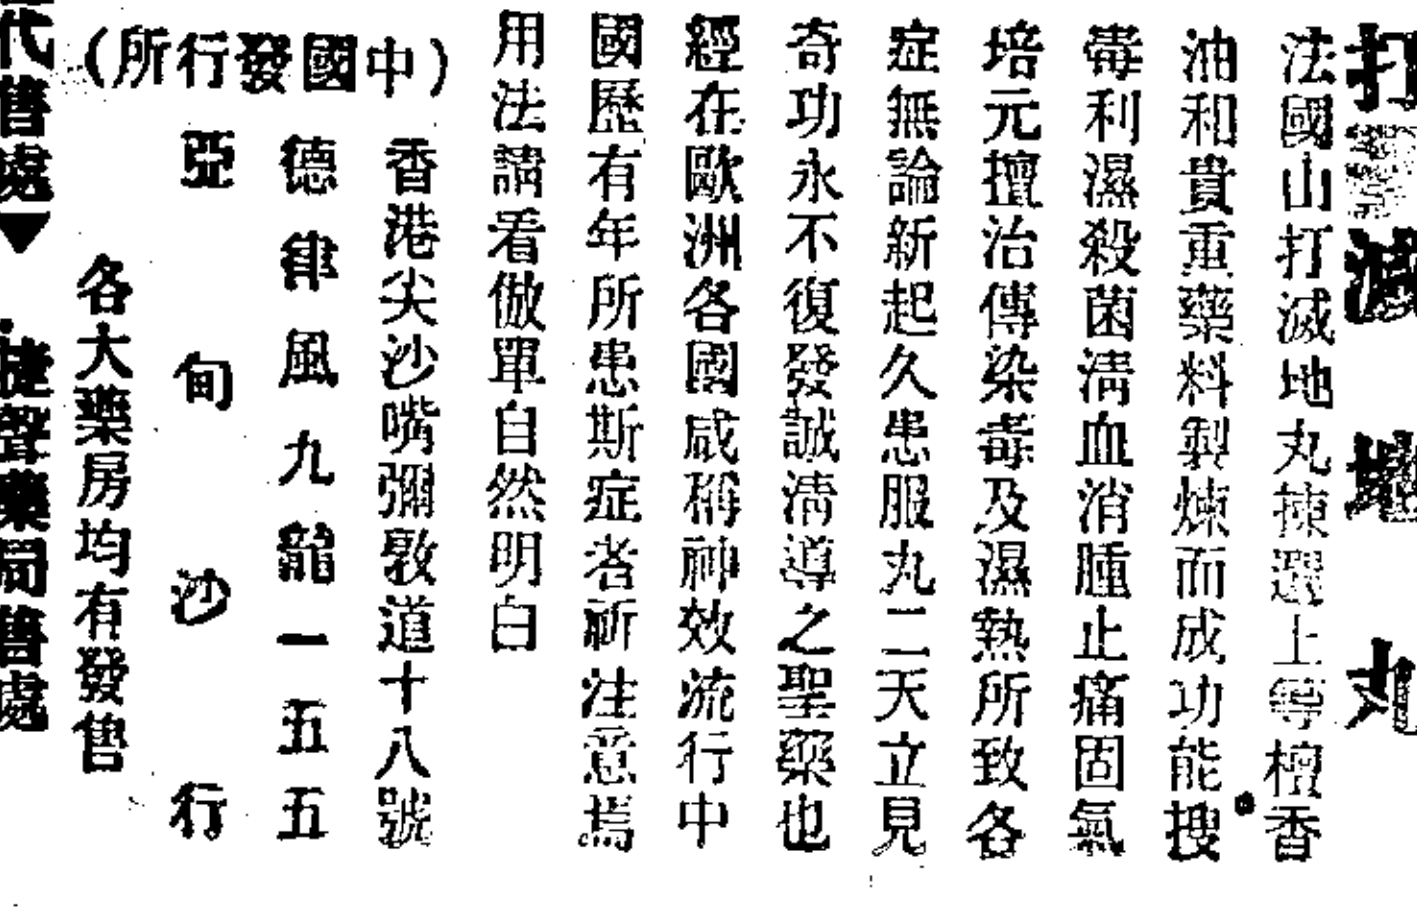 打滅地丸
法國山打滅地丸揀選上等檀香
油和貴重藥料製煉而成功能搜
毒利濕殺菌清血消腫止痛固氣
培元擅治傳染毒及濕熱所致各
症無論新起久患服丸二天立見
奇功永不復發誠淸導之聖藥也
經在歐洲各國咸稱神效流行中
國歷有年所患斯症者祈注意焉
用法請看倣單自然明白
(中國發行所)
香港尖沙嘴彌敦道十八號
德律風九龍一五五
亞甸沙行
各大藥房均有發售
代售處▼ 捷聲藥局售處